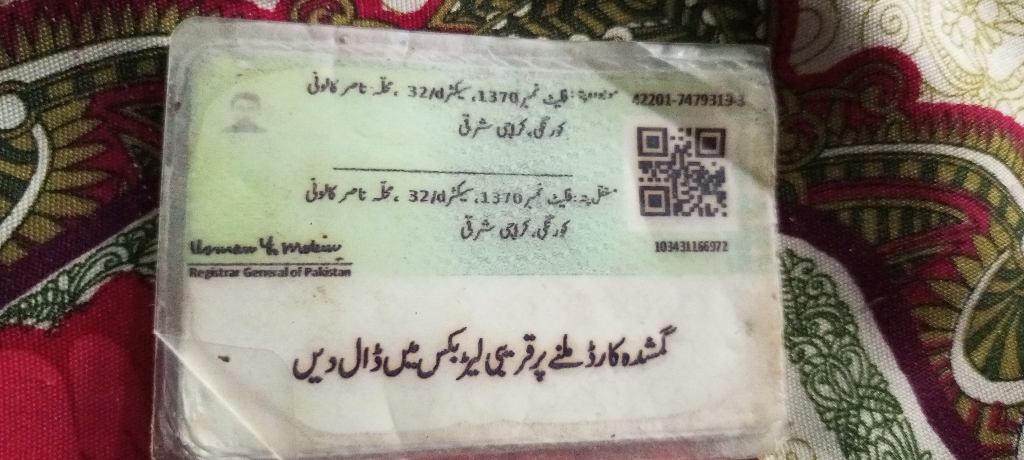 موجودہ پتہ: فلیٹ نمبر 1370، سیکٹر 32/d، محلّہ ناصر کالونی
کورنگی، کراچی شرقی
42201-7479313-3
مستقل پتہ: فلیٹ نمبر 1370، سیکٹر 32/d، محلّہ ناصر کالونی
کورنگی، کراچی شرقی
103431166972
Usman Y. Mobin
Registrar General of Pakistan
گمشدہ کارڈ ملنے پر قریبی لیٹر بکس میں ڈال دیں